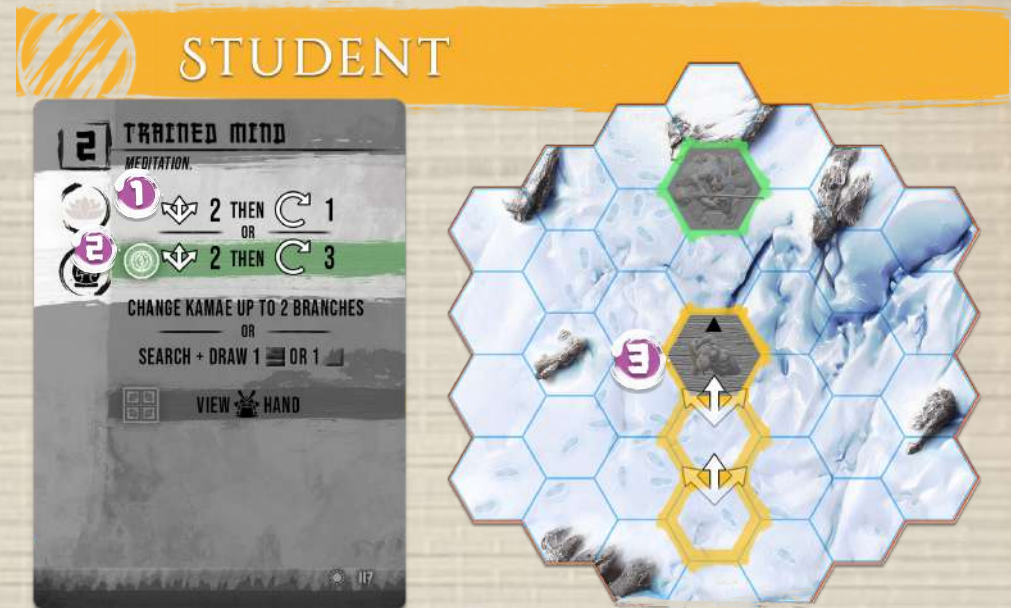 STUDENT
2 TRAINED MIND
MEDITATION.
1 2 THEN 1
OR
2 2 THEN 3
CHANGE KAMAE UP TO 2 BRANCHES
OR
SEARCH + DRAW 1 OR 1
VIEW HAND
117
3